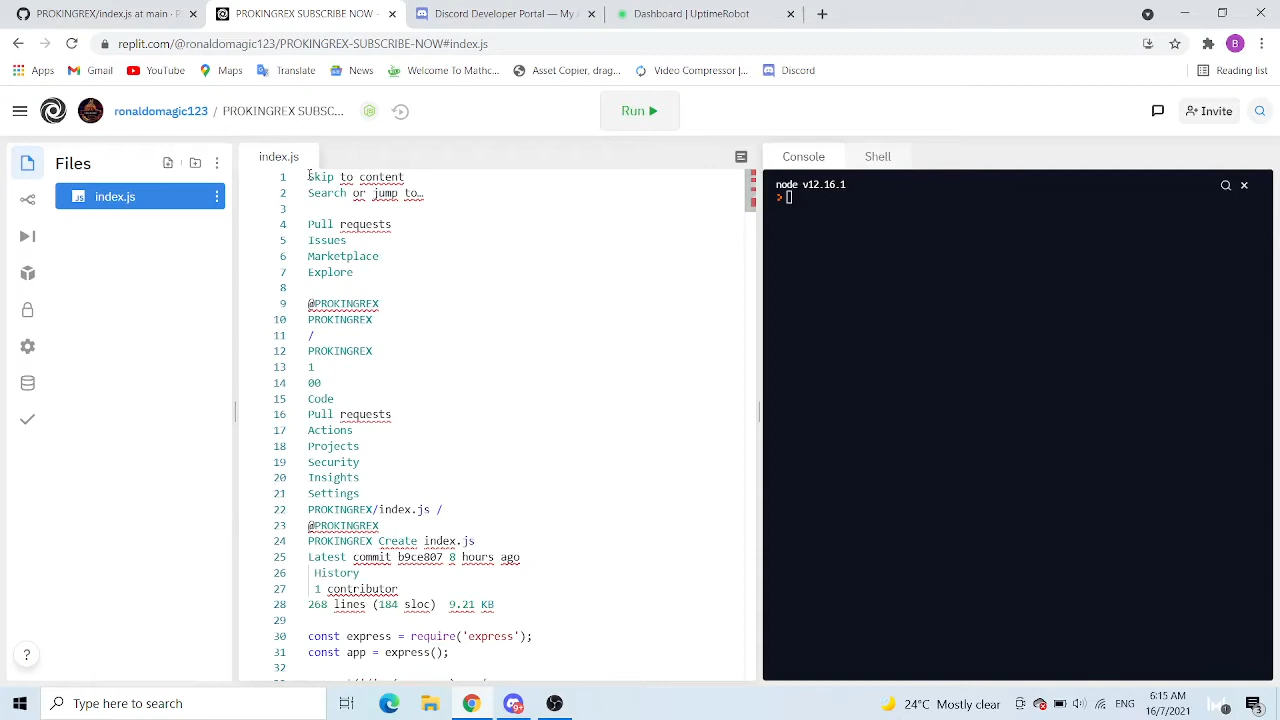 PROKINGREX/index.js at main ·
PROKINGREX SUBSCRIBE NOW -
Discord Developer Portal — My
Dashboard | UptimeRobot
replit.com/@ronaldomagic123/PROKINGREX-SUBSCRIBE-NOW#index.js
B
Apps
Gmail
YouTube
Maps
Translate
News
Welcome To Mathc...
Asset Copier, drag...
Video Compressor |...
Discord
Reading list
ronaldomagic123 / PROKINGREX SUBSC...
Run
Invite
Files
index.js
index.js
Console
Shell
1 Skip to content
2 Search or jump to…
3
4 Pull requests
5 Issues
6 Marketplace
7 Explore
8
9 @PROKINGREX
10 PROKINGREX
11 /
12 PROKINGREX
13 1
14 00
15 Code
16 Pull requests
17 Actions
18 Projects
19 Security
20 Insights
21 Settings
22 PROKINGREX/index.js /
23 @PROKINGREX
24 PROKINGREX Create index.js
25 Latest commit b9ce807 8 hours ago
26 History
27 1 contributor
28 268 lines (184 sloc) 9.21 KB
29
30 const express = require('express');
31 const app = express();
32
node v12.16.1
>
?
Type here to search
9+
24°C Mostly clear
ENG
6:15 AM
16/7/2021
1
3